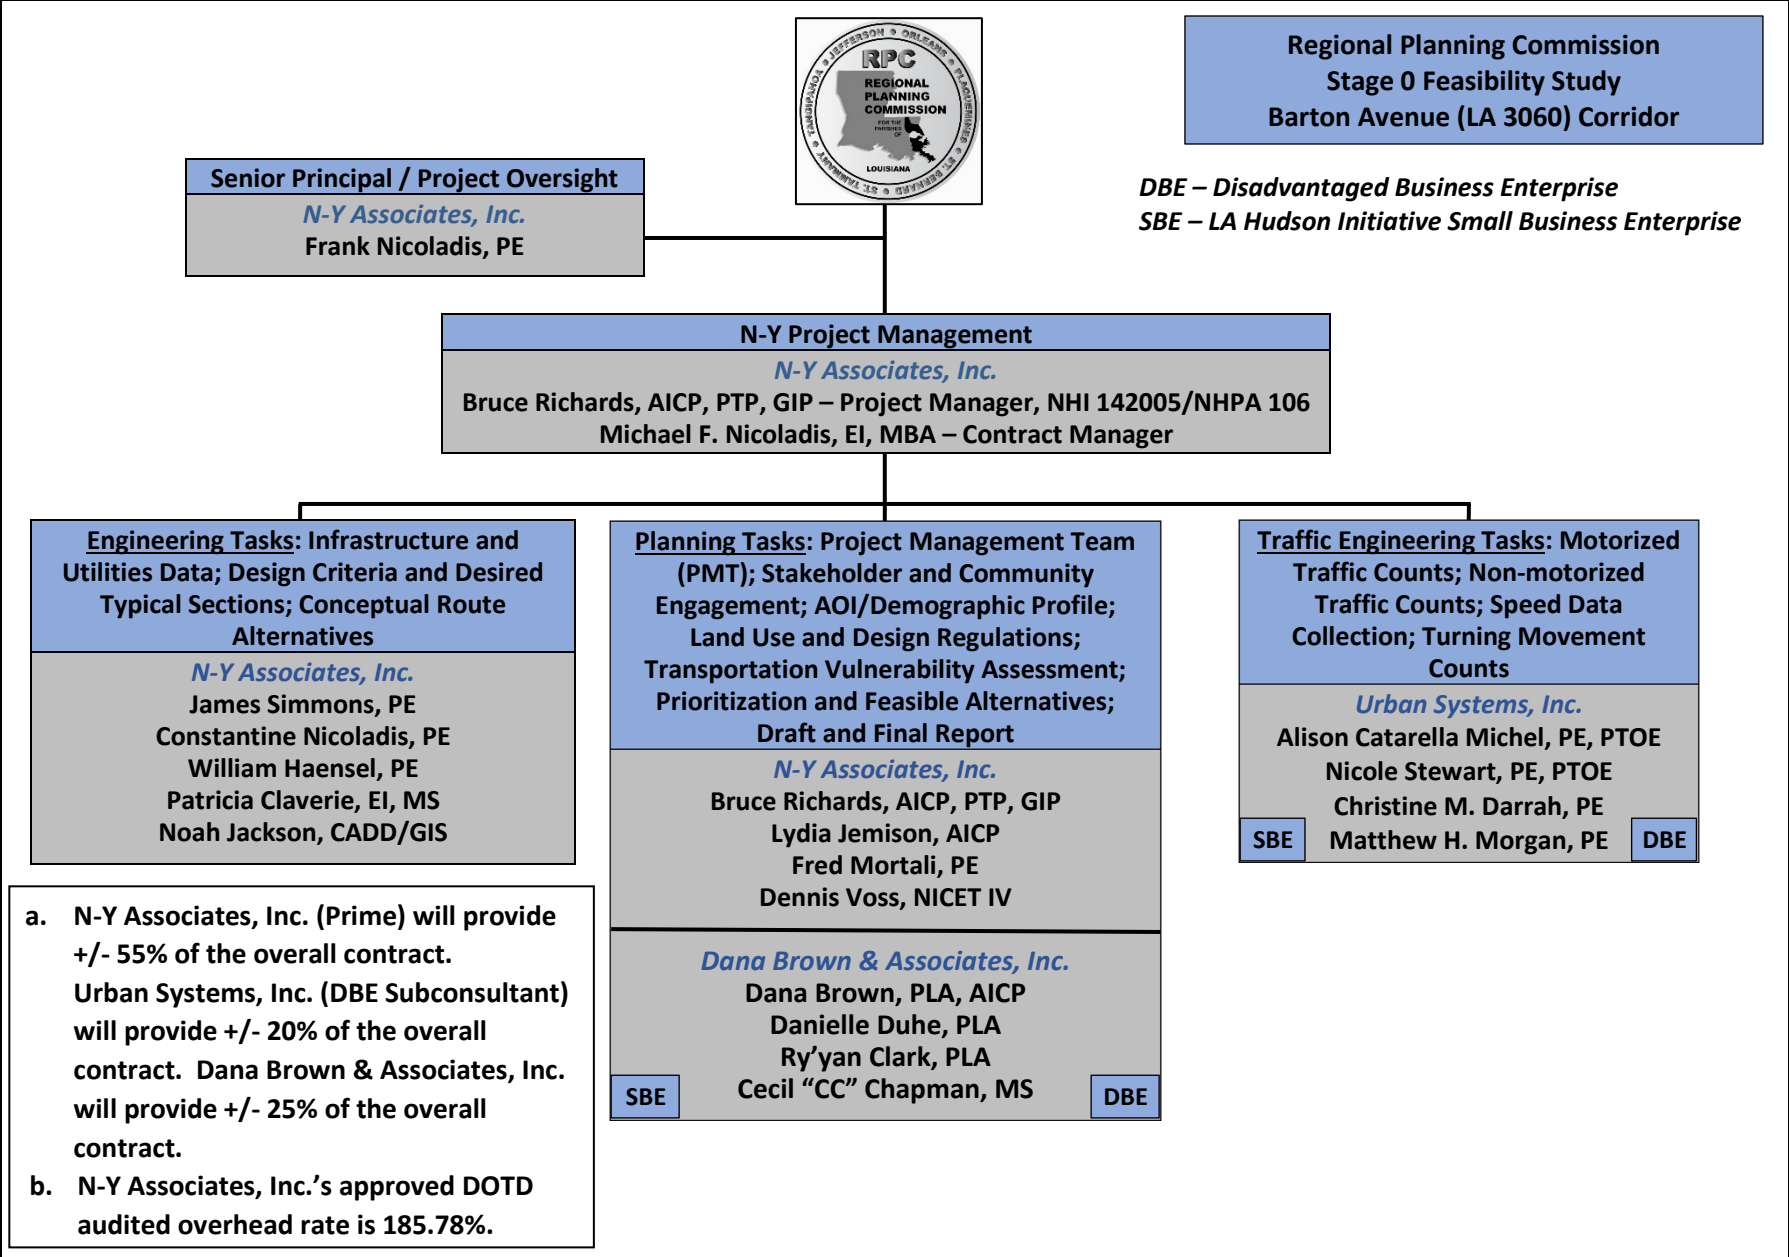 JEFFERSON ORLEANS PLAQUEMINES ST. BERNARD ST. TAMMANY TANGIPAHOA
RPC
REGIONAL
PLANNING
COMMISSION
FOR THE
PARISHES
OF
LOUISIANA
Regional Planning Commission
Stage 0 Feasibility Study
Barton Avenue (LA 3060) Corridor
DBE – Disadvantaged Business Enterprise
SBE – LA Hudson Initiative Small Business Enterprise
Senior Principal / Project Oversight
N-Y Associates, Inc.
Frank Nicoladis, PE
N-Y Project Management
N-Y Associates, Inc.
Bruce Richards, AICP, PTP, GIP – Project Manager, NHI 142005/NHPA 106
Michael F. Nicoladis, EI, MBA – Contract Manager
Engineering Tasks: Infrastructure and
Utilities Data; Design Criteria and Desired
Typical Sections; Conceptual Route
Alternatives
N-Y Associates, Inc.
James Simmons, PE
Constantine Nicoladis, PE
William Haensel, PE
Patricia Claverie, EI, MS
Noah Jackson, CADD/GIS
Planning Tasks: Project Management Team
(PMT); Stakeholder and Community
Engagement; AOI/Demographic Profile;
Land Use and Design Regulations;
Transportation Vulnerability Assessment;
Prioritization and Feasible Alternatives;
Draft and Final Report
N-Y Associates, Inc.
Bruce Richards, AICP, PTP, GIP
Lydia Jemison, AICP
Fred Mortali, PE
Dennis Voss, NICET IV
Dana Brown & Associates, Inc.
Dana Brown, PLA, AICP
Danielle Duhe, PLA
Ry’yan Clark, PLA
Cecil “CC” Chapman, MS
SBE
DBE
Traffic Engineering Tasks: Motorized
Traffic Counts; Non-motorized
Traffic Counts; Speed Data
Collection; Turning Movement
Counts
Urban Systems, Inc.
Alison Catarella Michel, PE, PTOE
Nicole Stewart, PE, PTOE
Christine M. Darrah, PE
Matthew H. Morgan, PE
SBE
DBE
a. N-Y Associates, Inc. (Prime) will provide
+/- 55% of the overall contract.
Urban Systems, Inc. (DBE Subconsultant)
will provide +/- 20% of the overall
contract. Dana Brown & Associates, Inc.
will provide +/- 25% of the overall
contract.
b. N-Y Associates, Inc.’s approved DOTD
audited overhead rate is 185.78%.